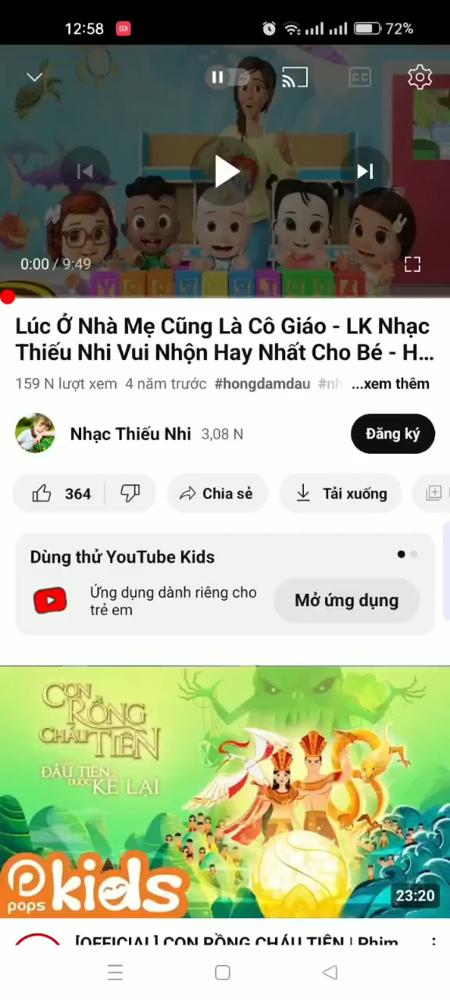 12:58
72%
CC
0:00 / 9:49
Lúc Ở Nhà Mẹ Cũng Là Cô Giáo - LK Nhạc
Thiếu Nhi Vui Nhộn Hay Nhất Cho Bé - H...
159 N lượt xem 4 năm trước #hongdamdau #nh ...xem thêm
Nhạc Thiếu Nhi 3,08 N
Đăng ký
364
Chia sẻ
Tải xuống
Dùng thử YouTube Kids
Ứng dụng dành riêng cho
trẻ em
Mở ứng dụng
CON
RỒNG
CHÁU TIÊN
LẦN
ĐẦU TIÊN
ĐƯỢC KỂ LẠI
pops kids
23:20
[OFFICIAL] CON RỒNG CHÁU TIÊN | Phim